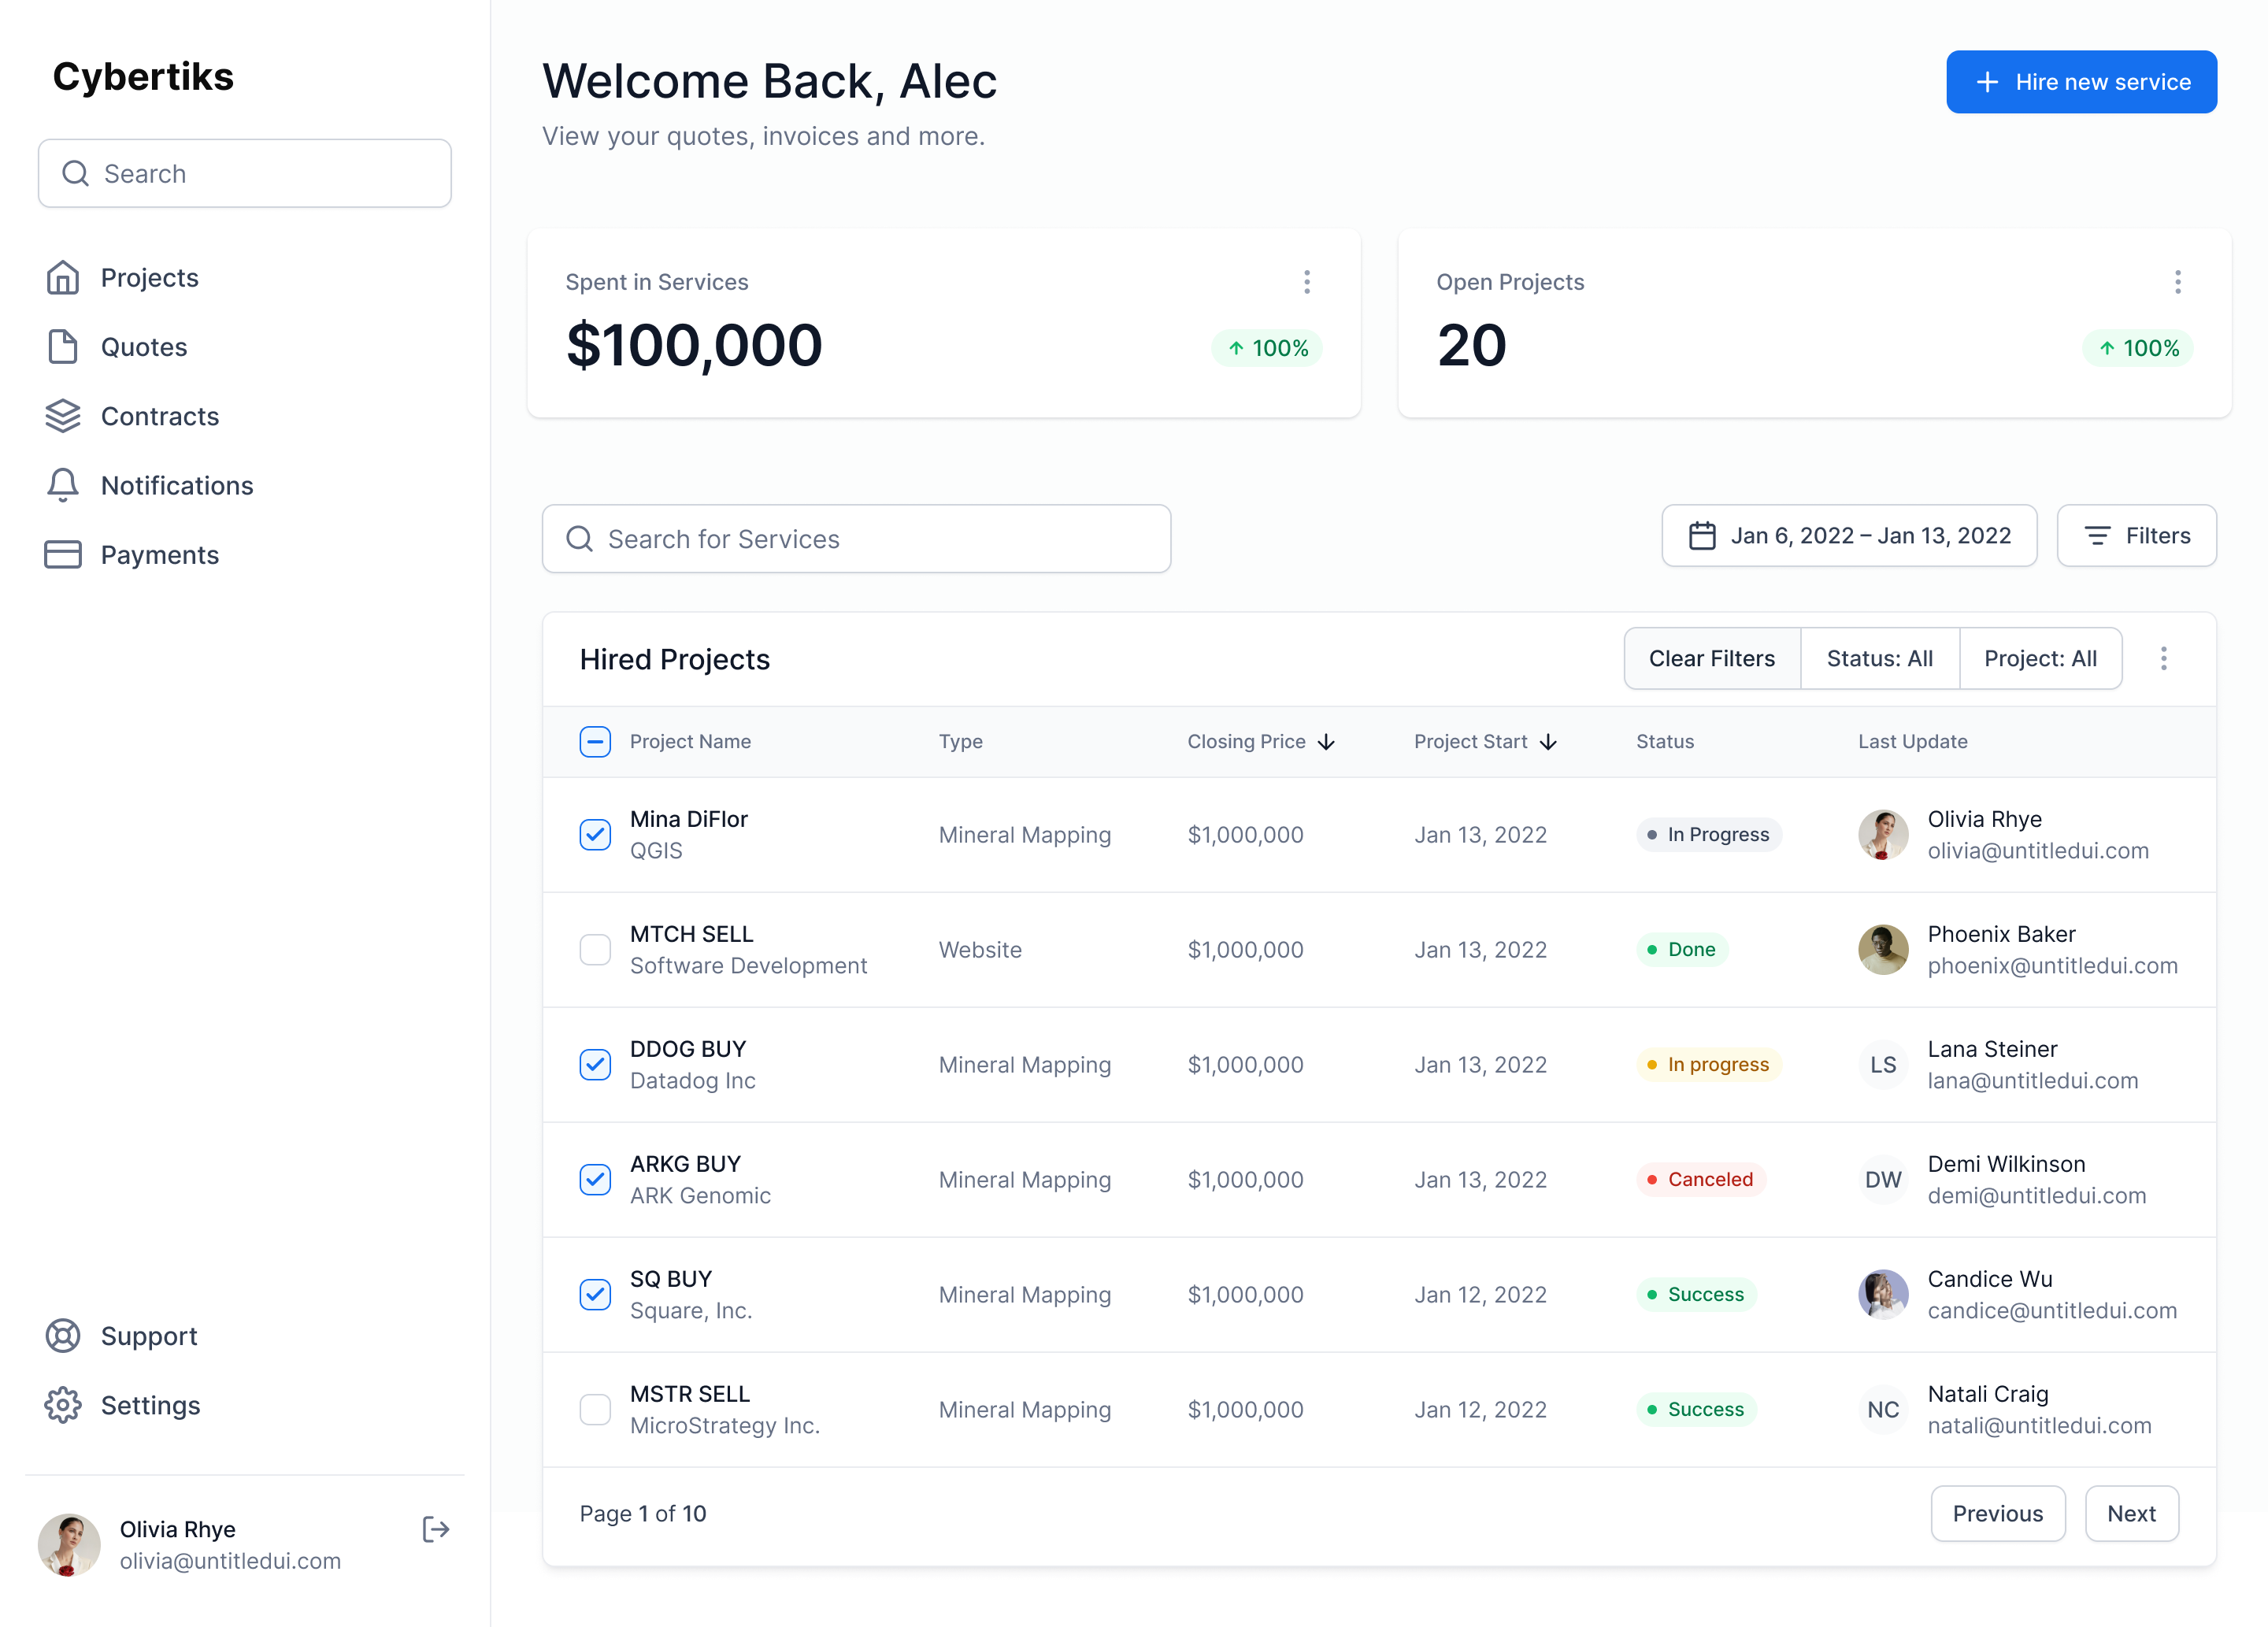 Cybertiks
Search
Projects
Quotes
Contracts
Notifications
Payments
Support
Settings
Olivia Rhye
olivia@untitledui.com
Welcome Back, Alec
View your quotes, invoices and more.
Hire new service
Spent in Services
$100,000
100%
Open Projects
20
100%
Search for Services
Jan 6, 2022 – Jan 13, 2022
Filters
Hired Projects
Clear Filters
Status: All
Project: All
Project Name Type Closing Price Project Start Status Last Update
Mina DiFlor
QGIS
Mineral Mapping
$1,000,000
Jan 13, 2022
In Progress
Olivia Rhye
olivia@untitledui.com
MTCH SELL
Software Development
Website
$1,000,000
Jan 13, 2022
Done
Phoenix Baker
phoenix@untitledui.com
DDOG BUY
Datadog Inc
Mineral Mapping
$1,000,000
Jan 13, 2022
In progress
LS
Lana Steiner
lana@untitledui.com
ARKG BUY
ARK Genomic
Mineral Mapping
$1,000,000
Jan 13, 2022
Canceled
DW
Demi Wilkinson
demi@untitledui.com
SQ BUY
Square, Inc.
Mineral Mapping
$1,000,000
Jan 12, 2022
Success
Candice Wu
candice@untitledui.com
MSTR SELL
MicroStrategy Inc.
Mineral Mapping
$1,000,000
Jan 12, 2022
Success
NC
Natali Craig
natali@untitledui.com
Page 1 of 10
Previous
Next